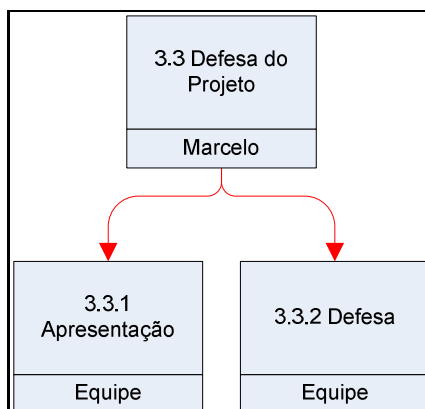 3.3 Defesa do
Projeto
Marcelo
3.3.1
Apresentação
Equipe
3.3.2 Defesa
Equipe